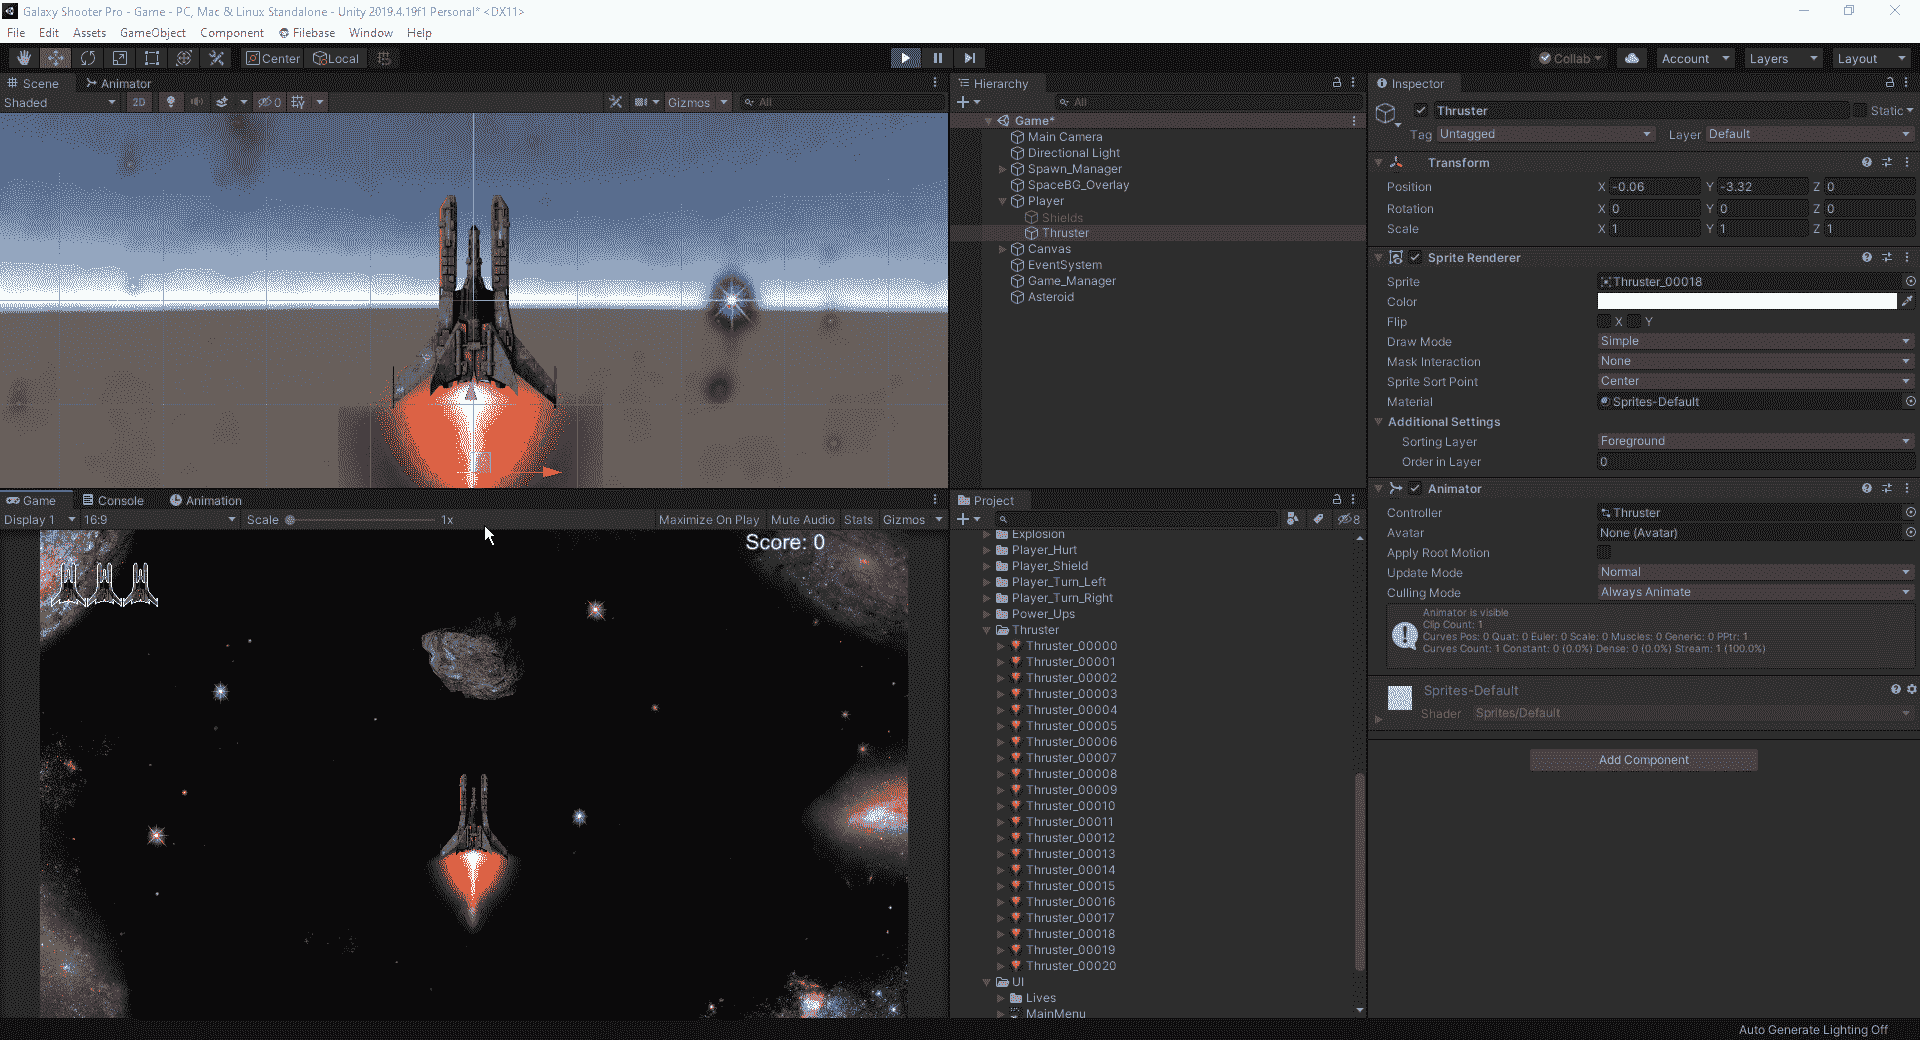 Galaxy Shooter Pro - Game - PC, Mac & Linux Standalone - Unity 2019.4.19f1 Personal* <DX11>
File Edit Assets GameObject Component Filebase Window Help
Center Local Collab Account Layers Layout
Scene Animator
Shaded 2D 0 Gizmos All
Hierarchy
All
Game*
Main Camera
Directional Light
Spawn_Manager
SpaceBG_Overlay
Player
Shields
Thruster
Canvas
EventSystem
Game_Manager
Asteroid
Inspector
Thruster Static
Tag Untagged Layer Default
Transform
Position X -0.06 Y -3.32 Z 0
Rotation X 0 Y 0 Z 0
Scale X 1 Y 1 Z 1
Sprite Renderer
Sprite Thruster_00018
Color
Flip X Y
Draw Mode Simple
Mask Interaction None
Sprite Sort Point Center
Material Sprites-Default
Additional Settings
Sorting Layer Foreground
Order in Layer 0
Animator
Controller Thruster
Avatar None (Avatar)
Apply Root Motion
Update Mode Normal
Culling Mode Always Animate
Animator is visible
Clip Count: 1
Curves Pos: 0 Quat: 0 Euler: 0 Scale: 0 Muscles: 0 Generic: 0 PPtr: 1
Curves Count: 1 Constant: 0 (0.0%) Dense: 0 (0.0%) Stream: 1 (100.0%)
Sprites-Default
Shader Sprites/Default
Add Component
Game Console Animation
Display 1 16:9 Scale 1x Maximize On Play Mute Audio Stats Gizmos
Score: 0
Project
8
Explosion
Player_Hurt
Player_Shield
Player_Turn_Left
Player_Turn_Right
Power_Ups
Thruster
Thruster_00000
Thruster_00001
Thruster_00002
Thruster_00003
Thruster_00004
Thruster_00005
Thruster_00006
Thruster_00007
Thruster_00008
Thruster_00009
Thruster_00010
Thruster_00011
Thruster_00012
Thruster_00013
Thruster_00014
Thruster_00015
Thruster_00016
Thruster_00017
Thruster_00018
Thruster_00019
Thruster_00020
UI
Lives
MainMenu
Auto Generate Lighting Off